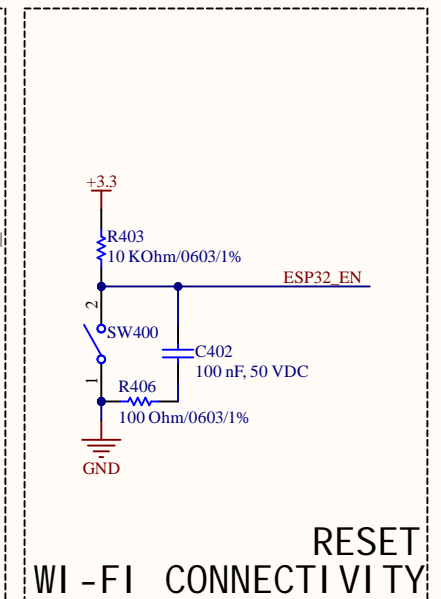 +3.3
R403
10 KOhm/0603/1%
ESP32_EN
2
SW400
C402
100 nF, 50 VDC
1
R406
100 Ohm/0603/1%
GND
RESET
WI-FI CONNECTIVITY